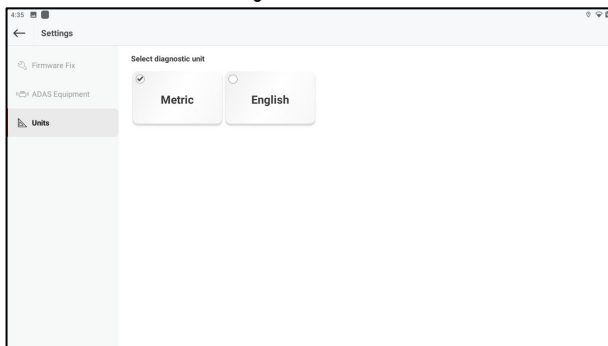 4:35
Settings
Firmware Fix
Select diagnostic unit
ADAS Equipment
Metric
English
Units